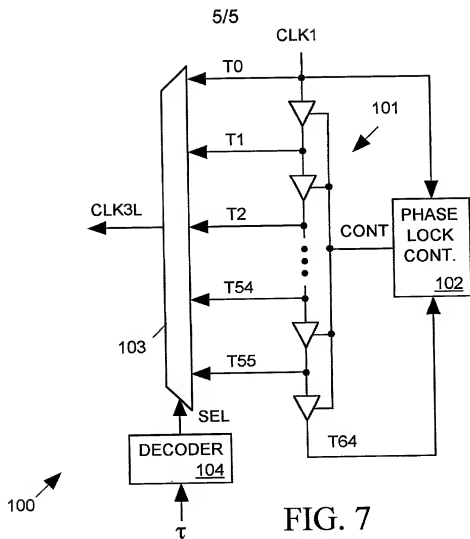 5/5
CLK1
T0
101
T1
CLK3L
T2
CONT
PHASE
LOCK
CONT.
102
T54
103
T55
SEL
T64
DECODER
104
100
τ
FIG. 7